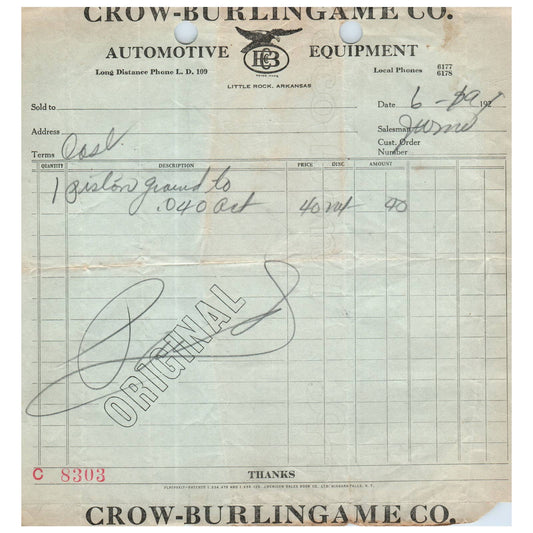 CROW-BURLINGAME CO.
AUTOMOTIVE EQUIPMENT
Long Distance Phone L. D. 109
Local Phones 6177
6178
LITTLE ROCK, ARKANSAS
Sold to
Date 6- 192
Address
Salesman
Cust. Order
Number
Terms Cash
QUANTITY DESCRIPTION PRICE DISC AMOUNT
1 piston ground to
.040 40 nt 40
ORIGINAL
C 8303
THANKS
CROW-BURLINGAME CO.